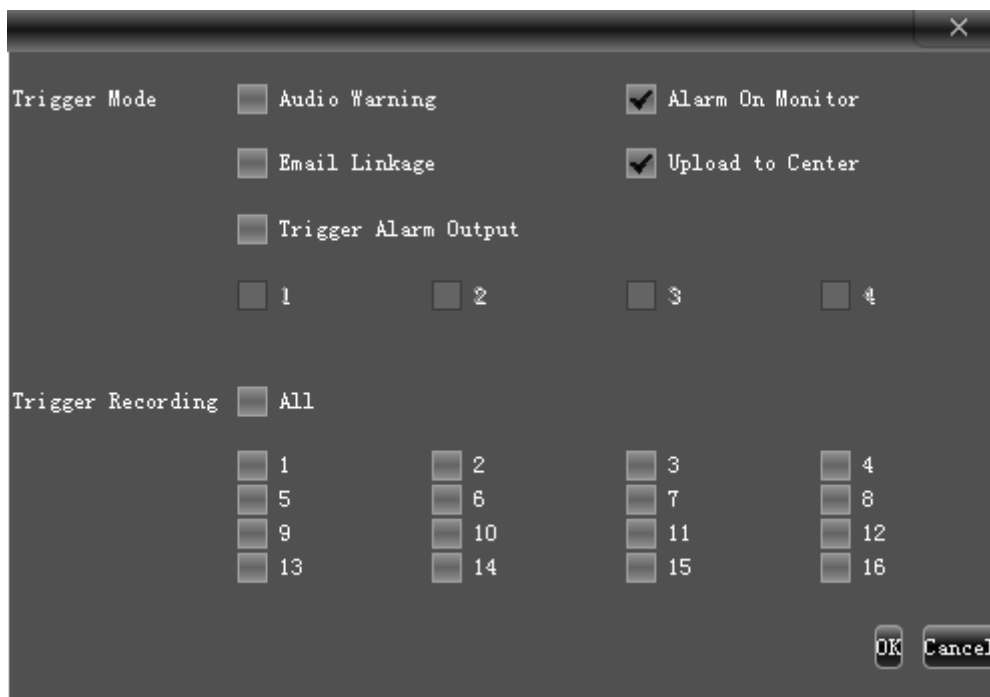 Trigger Mode Audio Warning Alarm On Monitor
Email Linkage Upload to Center
Trigger Alarm Output
1 2 3 4
Trigger Recording All
1 2 3 4
5 6 7 8
9 10 11 12
13 14 15 16
OK Cancel